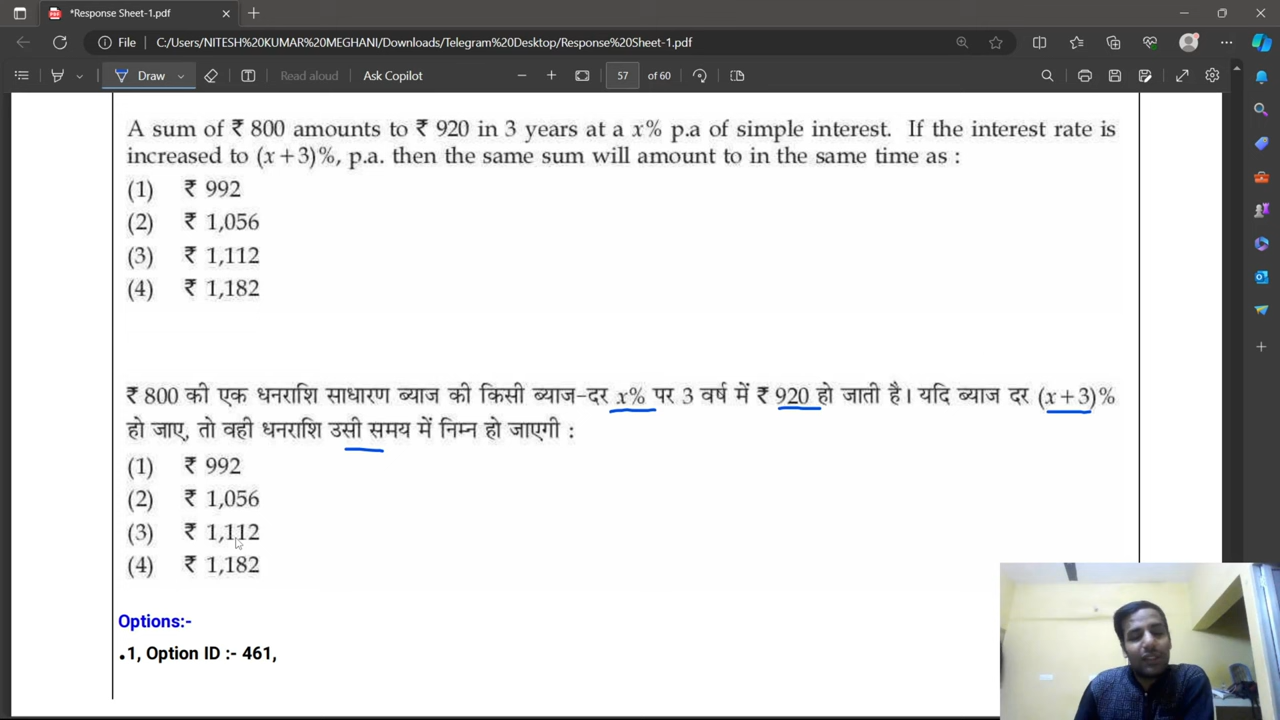 *Response Sheet-1.pdf
File C:/Users/NITESH%20KUMAR%20MEGHANI/Downloads/Telegram%20Desktop/Response%20Sheet-1.pdf
Draw Read aloud Ask Copilot 57 of 60
A sum of ₹ 800 amounts to ₹ 920 in 3 years at a x% p.a of simple interest. If the interest rate is
increased to (x+3)%, p.a. then the same sum will amount to in the same time as :
(1) ₹ 992
(2) ₹ 1,056
(3) ₹ 1,112
(4) ₹ 1,182
₹ 800 की एक धनराशि साधारण ब्याज की किसी ब्याज-दर x% पर 3 वर्ष में ₹ 920 हो जाती है। यदि ब्याज दर (x+3)%
हो जाए, तो वही धनराशि उसी समय में निम्न हो जाएगी :
(1) ₹ 992
(2) ₹ 1,056
(3) ₹ 1,112
(4) ₹ 1,182
Options:-
.1, Option ID :- 461,